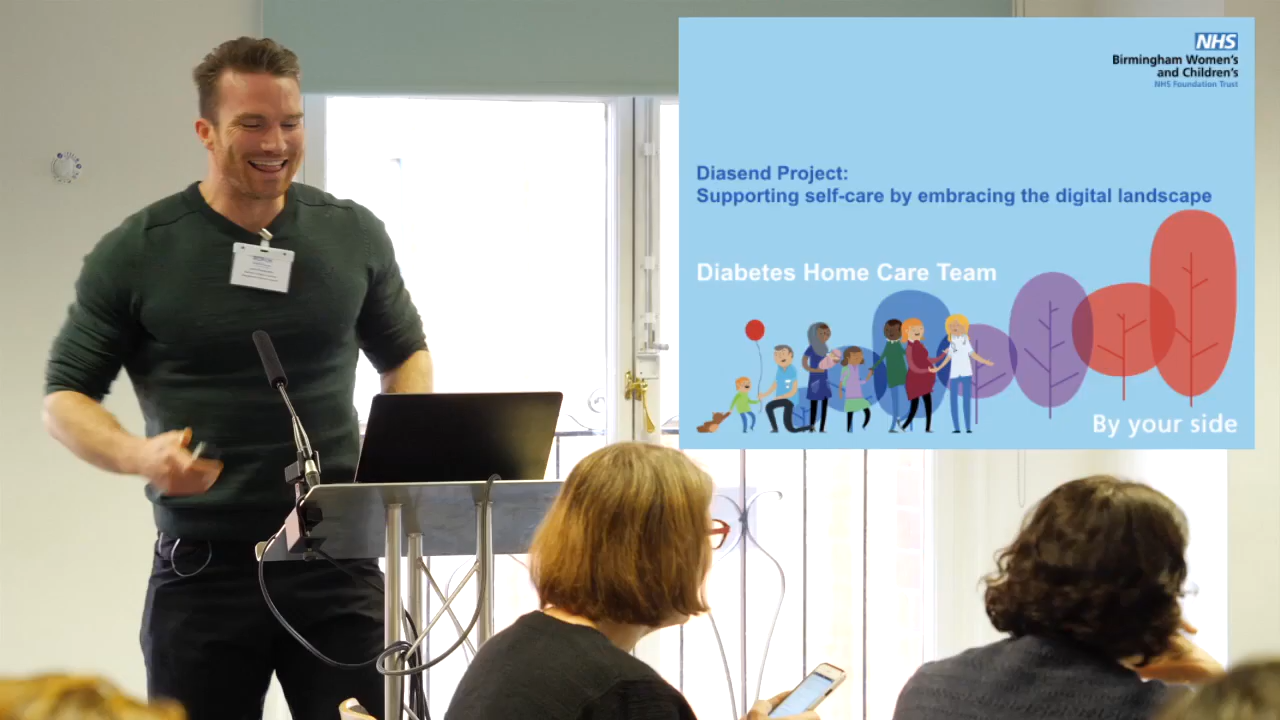 NHS
Birmingham Women's
and Children's
NHS Foundation Trust
Diasend Project:
Supporting self-care by embracing the digital landscape
Diabetes Home Care Team
By your side